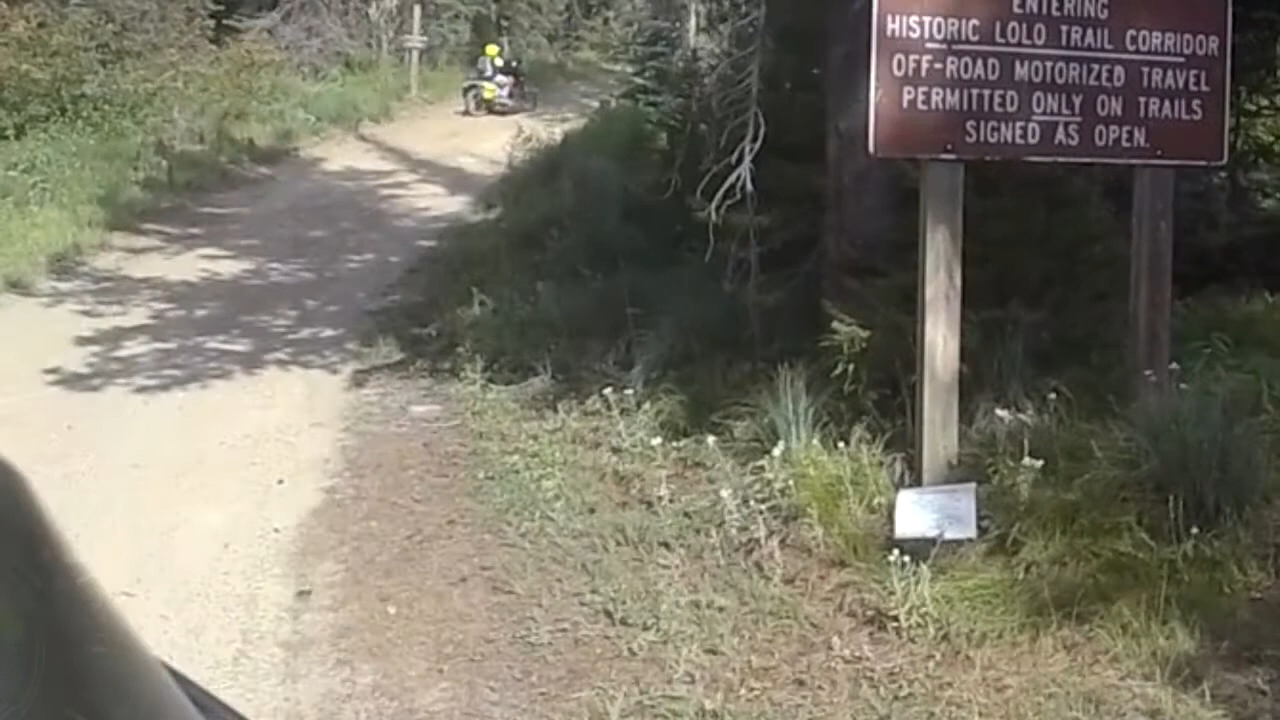 ENTERING
HISTORIC LOLO TRAIL CORRIDOR
OFF-ROAD MOTORIZED TRAVEL
PERMITTED ONLY ON TRAILS
SIGNED AS OPEN.